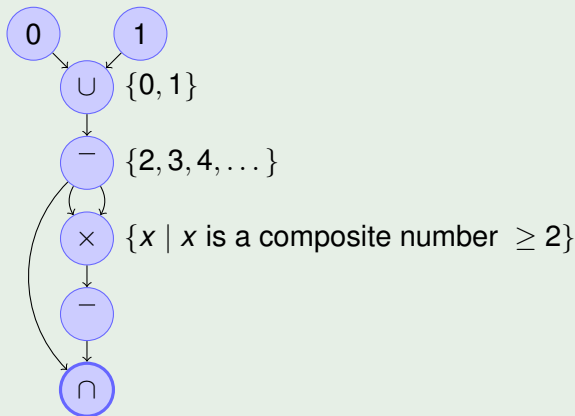 0 1
∪ {0, 1}
− {2, 3, 4, . . . }
× {x | x is a composite number ≥ 2}
−
∩